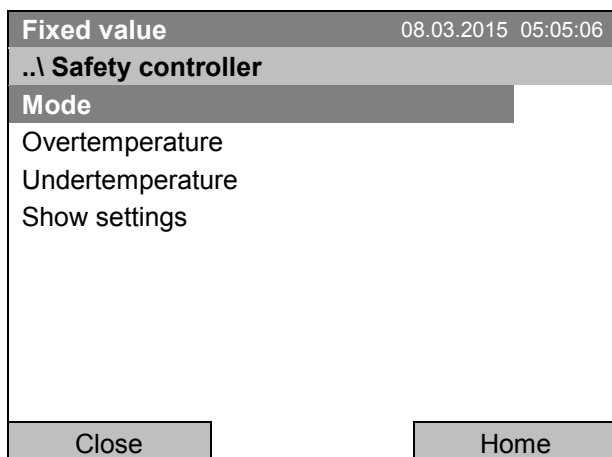 Fixed value 08.03.2015 05:05:06
..\ Safety controller
Mode
Overtemperature
Undertemperature
Show settings
Close Home